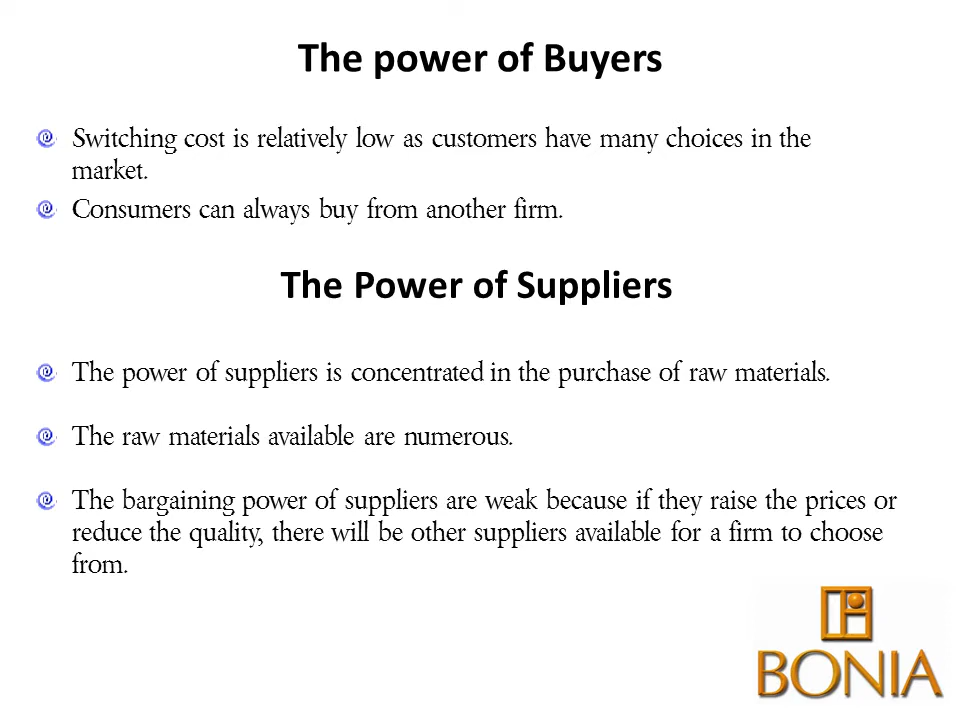 The power of Buyers
Switching cost is relatively low as customers have many choices in the
market.
Consumers can always buy from another firm.
The Power of Suppliers
The power of suppliers is concentrated in the purchase of raw materials.
The raw materials available are numerous.
The bargaining power of suppliers are weak because if they raise the prices or
reduce the quality, there will be other suppliers available for a firm to choose
from.
BONIA